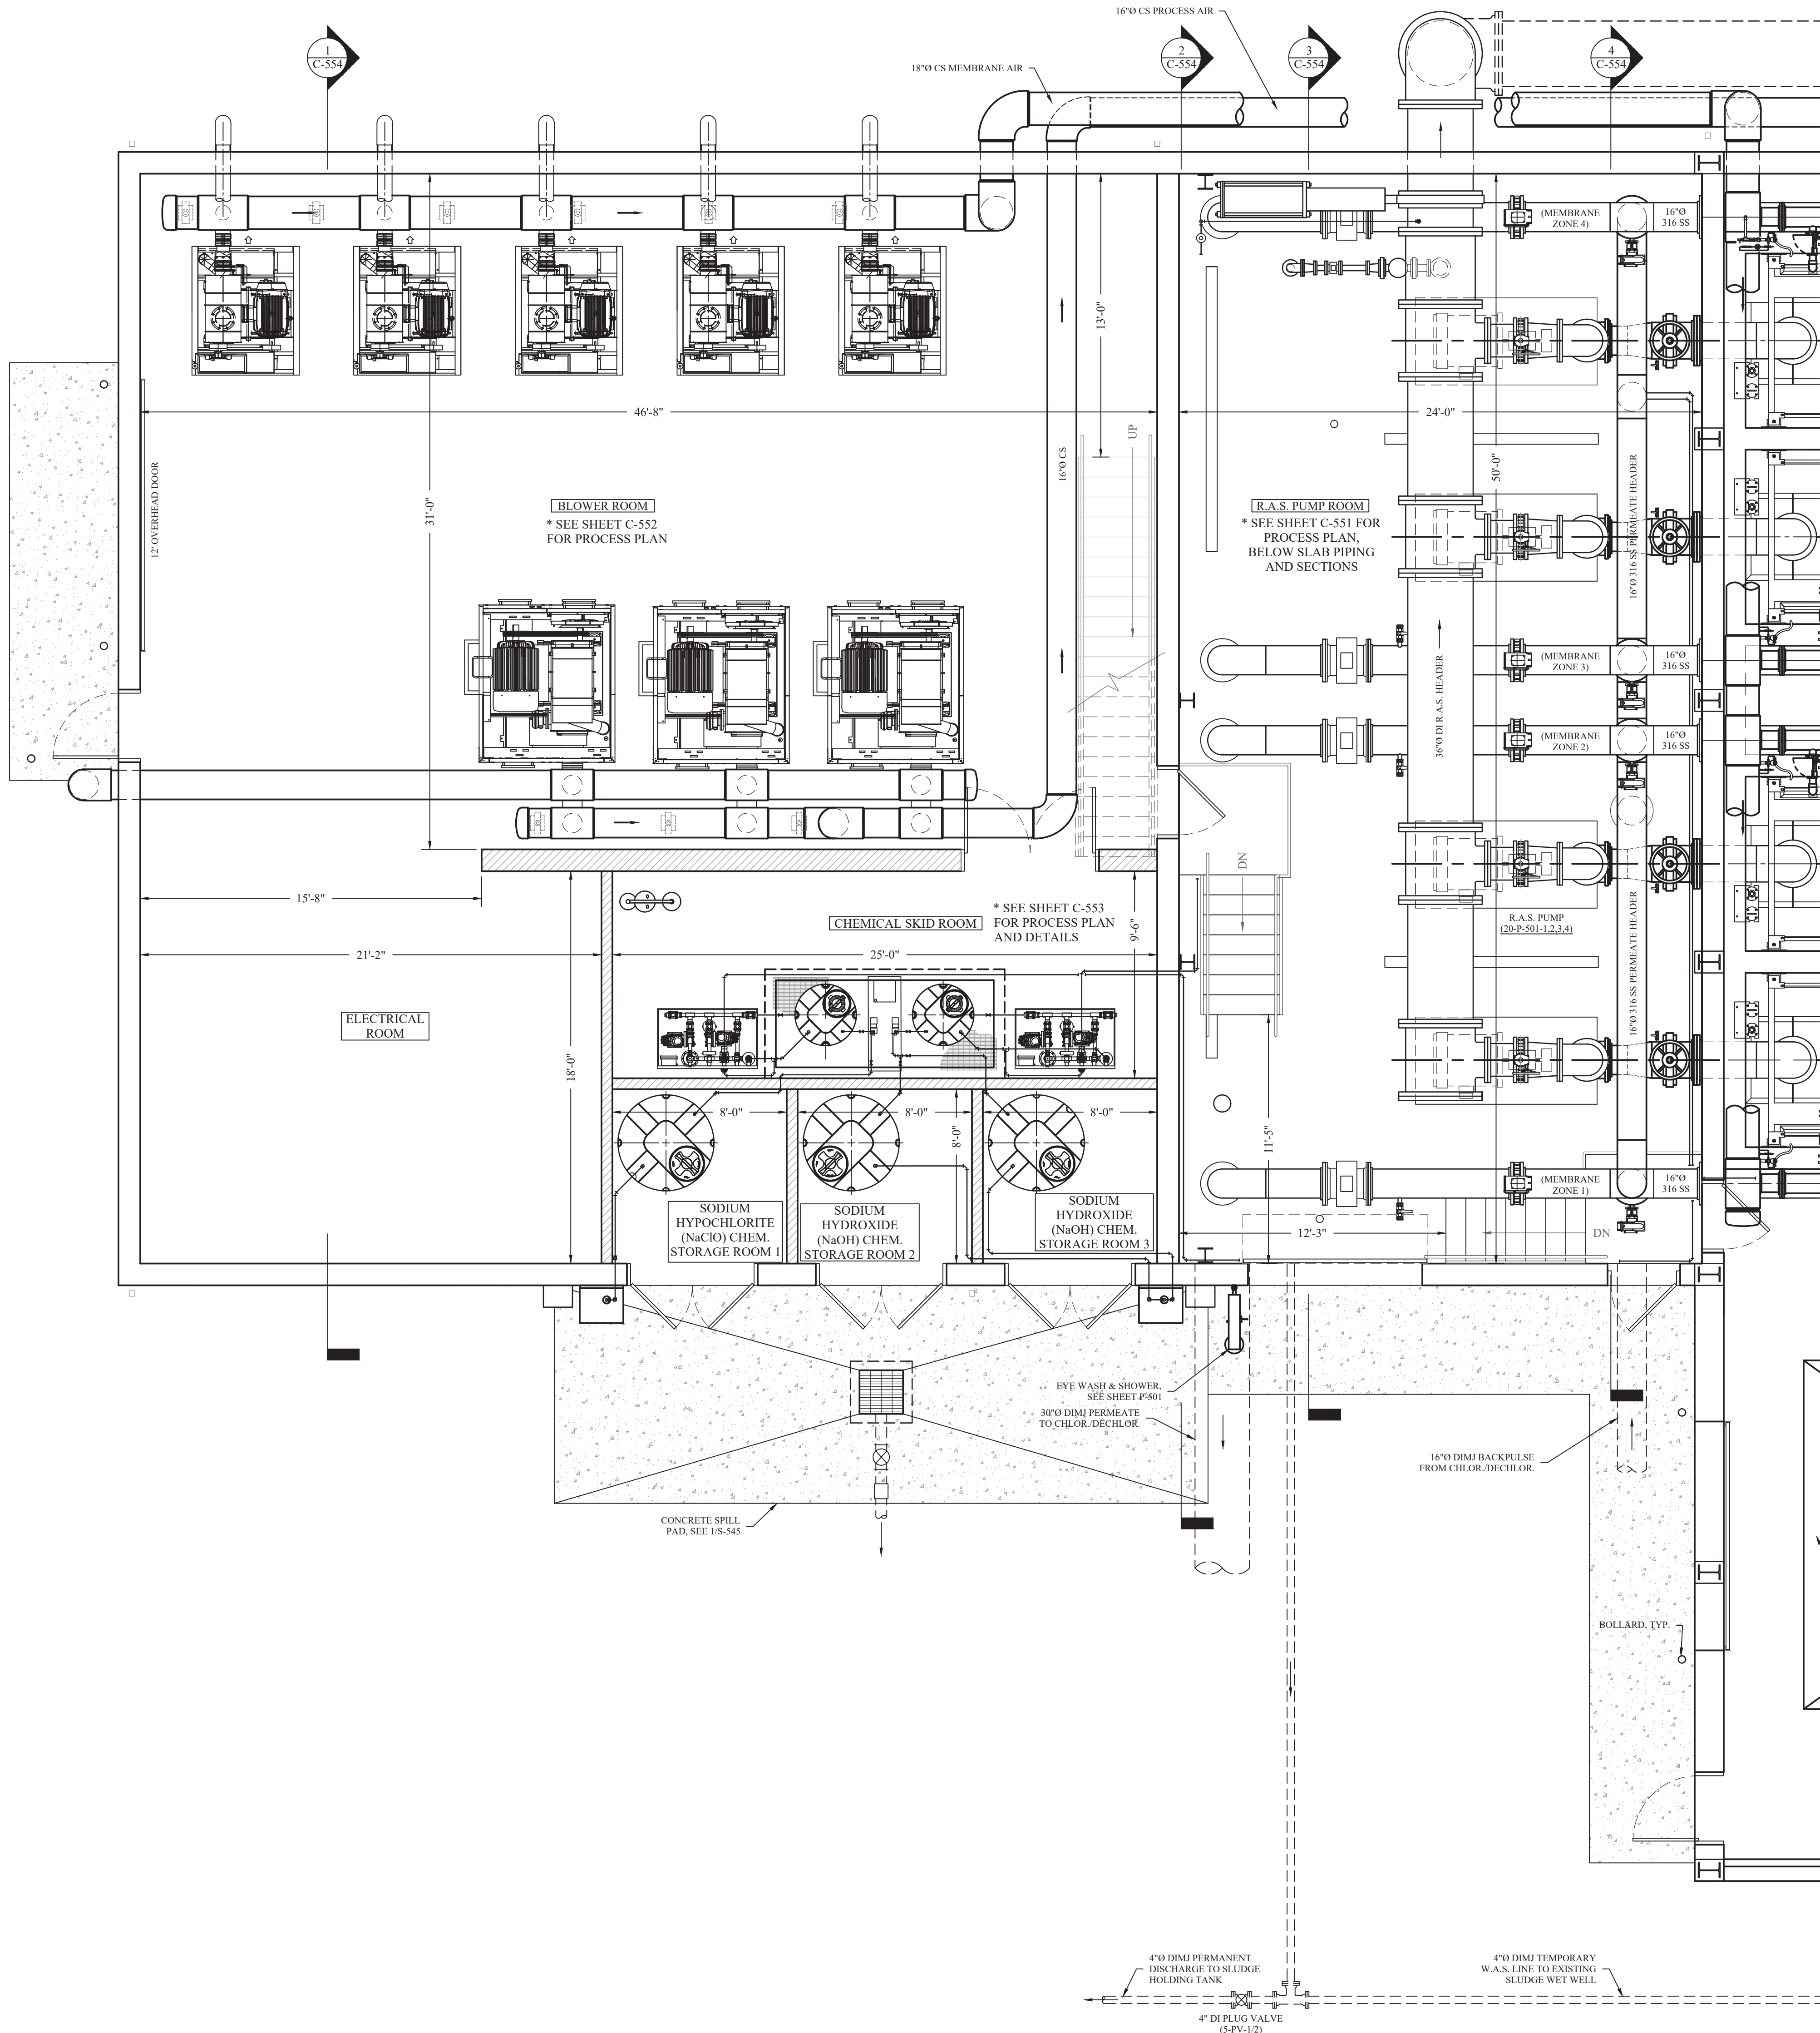 16"Ø CS PROCESS AIR
1
C-554
2
C-554
3
C-554
4
C-554
18"Ø CS MEMBRANE AIR
(MEMBRANE
ZONE 4)
16"Ø
316 SS
13'-0"
46'-8"
24'-0"
UP
12' OVERHEAD DOOR
16"Ø CS
50'-0"
31'-0"
16"Ø 316 SS PERMEATE HEADER
BLOWER ROOM
* SEE SHEET C-552
FOR PROCESS PLAN
R.A.S. PUMP ROOM
* SEE SHEET C-551 FOR
PROCESS PLAN,
BELOW SLAB PIPING
AND SECTIONS
(MEMBRANE
ZONE 3)
16"Ø
316 SS
36"Ø DI R.A.S. HEADER
(MEMBRANE
ZONE 2)
16"Ø
316 SS
DN
15'-8"
CHEMICAL SKID ROOM
* SEE SHEET C-553
FOR PROCESS PLAN
AND DETAILS
9'-6"
R.A.S. PUMP
(20-P-501-1,2,3,4)
16"Ø 316 SS PERMEATE HEADER
21'-2"
25'-0"
ELECTRICAL
ROOM
18'-0"
8'-0"
8'-0"
8'-0"
8'-0"
11'-5"
(MEMBRANE
ZONE 1)
16"Ø
316 SS
SODIUM
HYPOCHLORITE
(NaClO) CHEM.
STORAGE ROOM 1
SODIUM
HYDROXIDE
(NaOH) CHEM.
STORAGE ROOM 2
SODIUM
HYDROXIDE
(NaOH) CHEM.
STORAGE ROOM 3
12'-3"
DN
EYE WASH & SHOWER,
SEE SHEET P-501
30"Ø DIMJ PERMEATE
TO CHLOR./DECHLOR.
16"Ø DIMJ BACKPULSE
FROM CHLOR./DECHLOR.
CONCRETE SPILL
PAD, SEE 1/S-545
BOLLARD, TYP.
4"Ø DIMJ PERMANENT
DISCHARGE TO SLUDGE
HOLDING TANK
4"Ø DIMJ TEMPORARY
W.A.S. LINE TO EXISTING
SLUDGE WET WELL
4" DI PLUG VALVE
(5-PV-1/2)